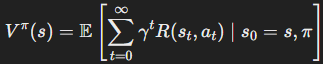 V^π(s) = 𝔼 [ ∑_{t=0}^{∞} γ^t R(s_t, a_t) | s_0 = s, π ]